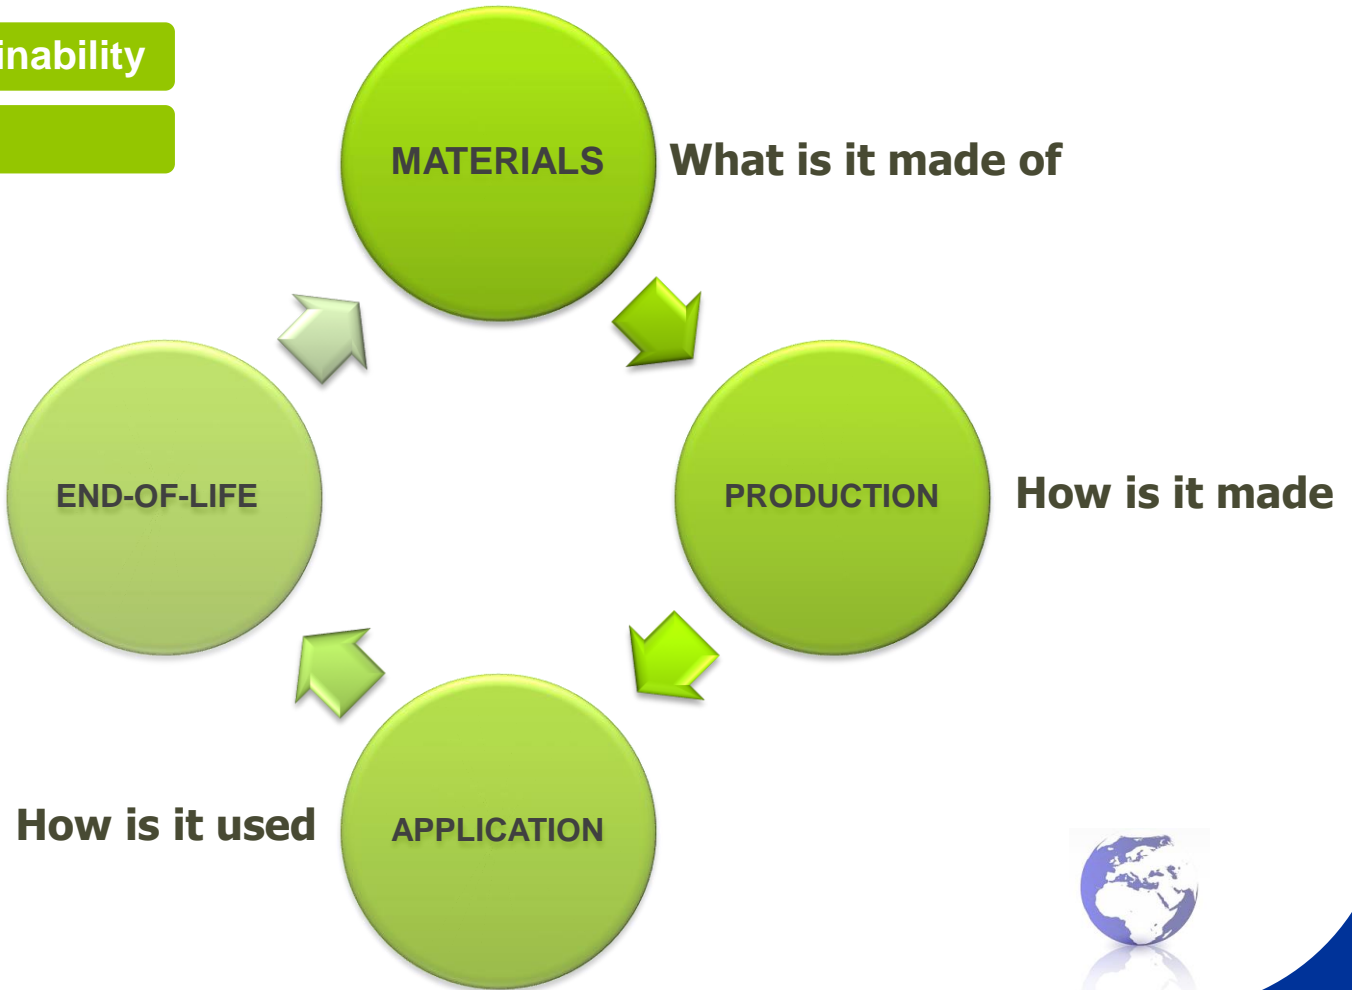 inability
MATERIALS
What is it made of
END-OF-LIFE
PRODUCTION
How is it made
How is it used
APPLICATION